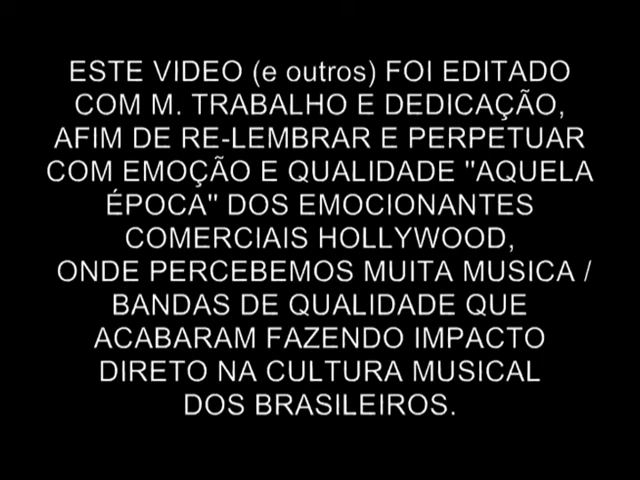 ESTE VIDEO (e outros) FOI EDITADO
COM M. TRABALHO E DEDICAÇÃO,
AFIM DE RE-LEMBRAR E PERPETUAR
COM EMOÇÃO E QUALIDADE "AQUELA
ÉPOCA" DOS EMOCIONANTES
COMERCIAIS HOLLYWOOD,
ONDE PERCEBEMOS MUITA MUSICA /
BANDAS DE QUALIDADE QUE
ACABARAM FAZENDO IMPACTO
DIRETO NA CULTURA MUSICAL
DOS BRASILEIROS.